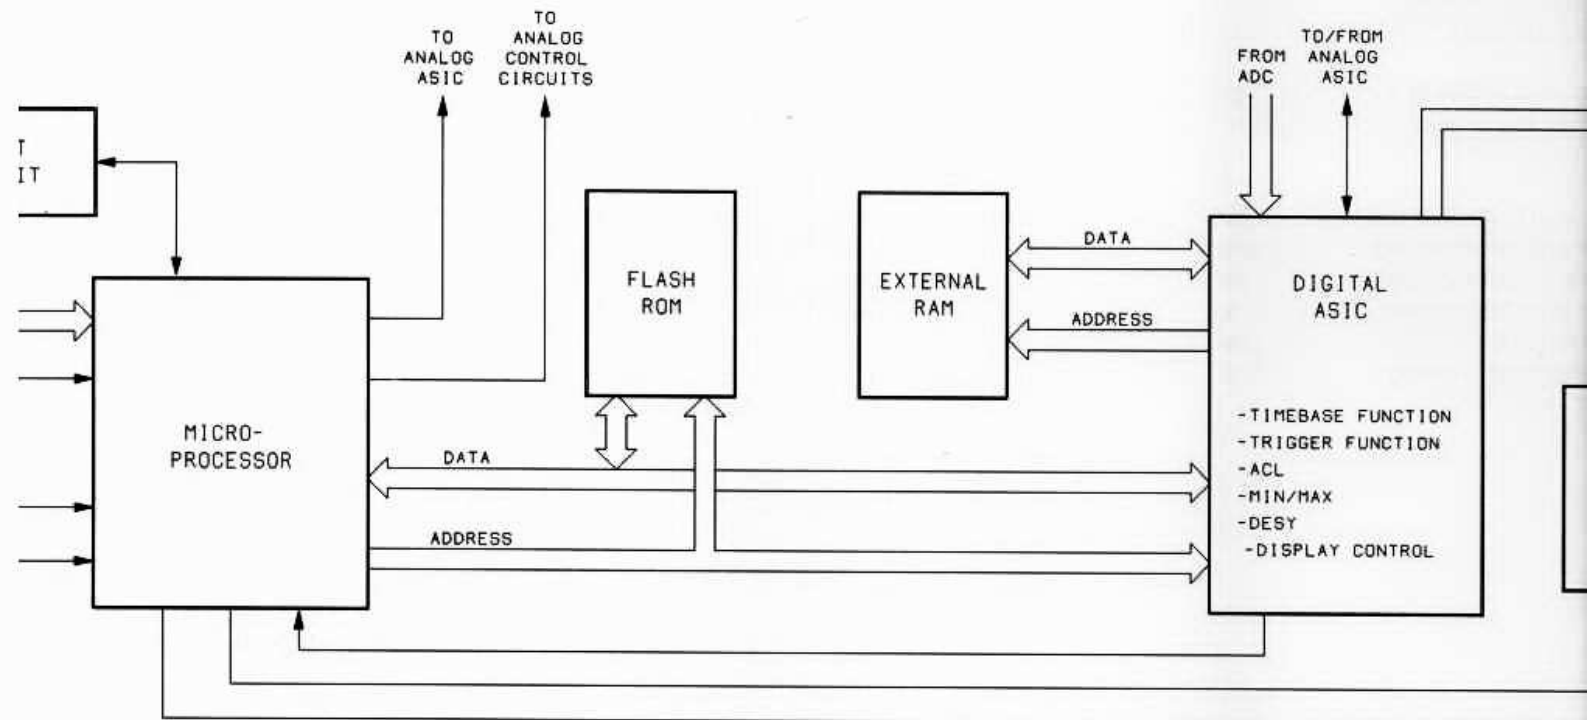 TO
ANALOG
ASIC
TO
ANALOG
CONTROL
CIRCUITS
FROM
ADC
TO/FROM
ANALOG
ASIC
T
IT
FLASH
ROM
EXTERNAL
RAM
DATA
ADDRESS
DIGITAL
ASIC
-TIMEBASE FUNCTION
-TRIGGER FUNCTION
-ACL
-MIN/MAX
-DESY
-DISPLAY CONTROL
MICRO-
PROCESSOR
DATA
ADDRESS